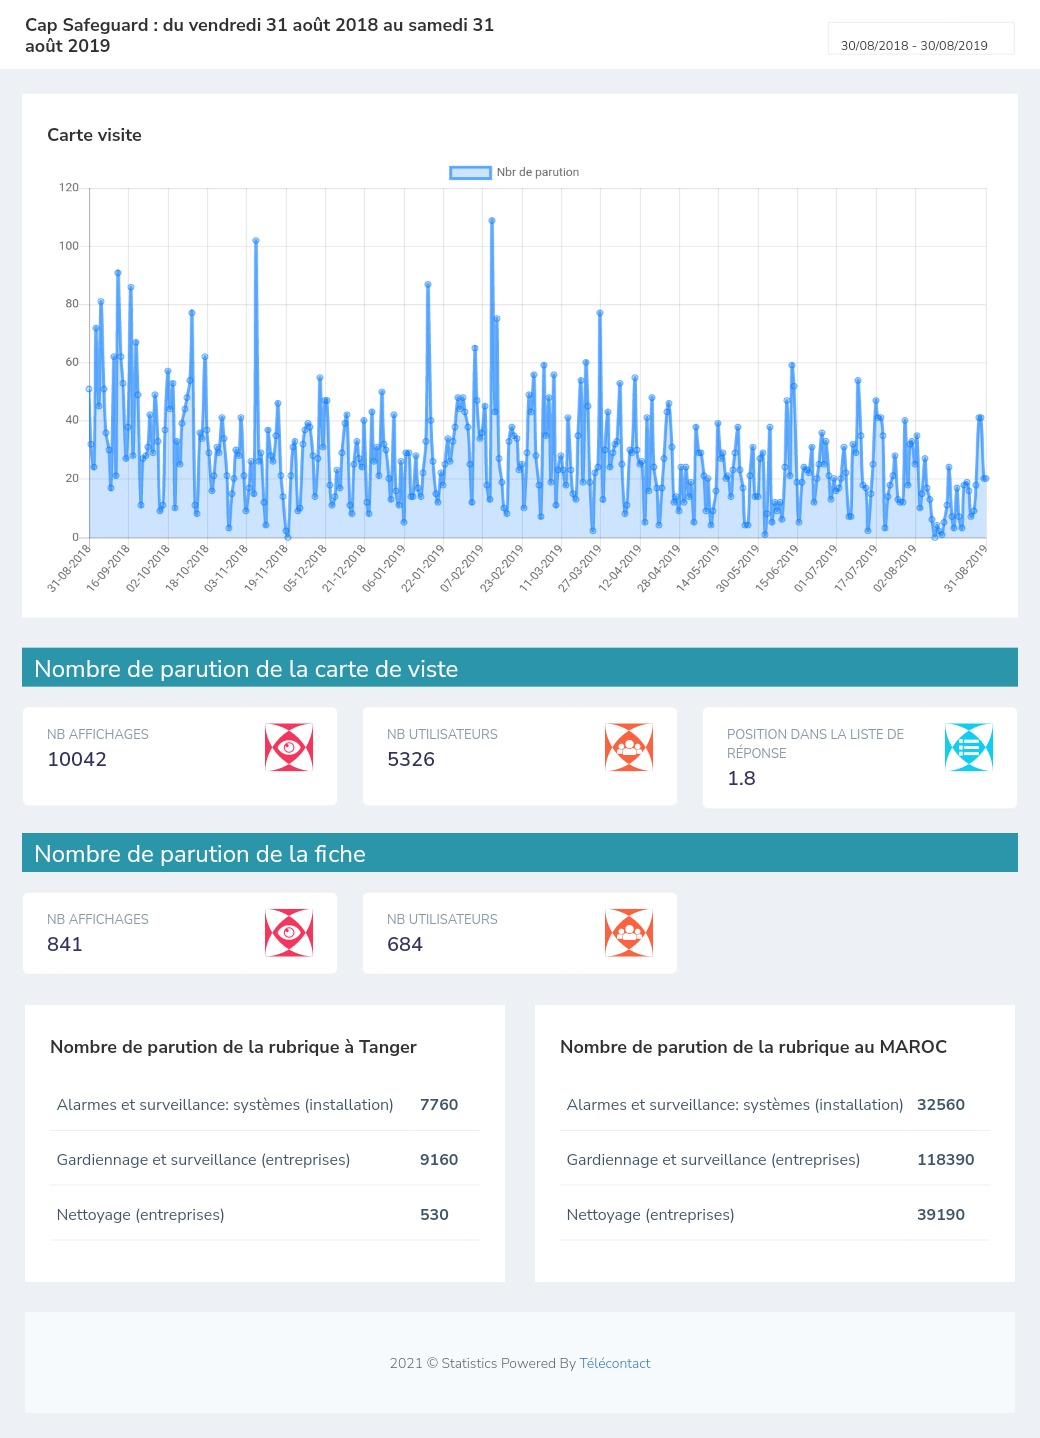 Cap Safeguard : du vendredi 31 août 2018 au samedi 31
août 2019
30/08/2018 - 30/08/2019
Carte visite
Nbr de parution
120
100
80
60
40
20
0
31-08-2018
16-09-2018
02-10-2018
18-10-2018
03-11-2018
19-11-2018
05-12-2018
21-12-2018
06-01-2019
22-01-2019
07-02-2019
23-02-2019
11-03-2019
27-03-2019
12-04-2019
28-04-2019
14-05-2019
30-05-2019
15-06-2019
01-07-2019
17-07-2019
02-08-2019
31-08-2019
Nombre de parution de la carte de viste
NB AFFICHAGES
10042
NB UTILISATEURS
5326
POSITION DANS LA LISTE DE
RÉPONSE
1.8
Nombre de parution de la fiche
NB AFFICHAGES
841
NB UTILISATEURS
684
Nombre de parution de la rubrique à Tanger
Alarmes et surveillance: systèmes (installation) 7760
Gardiennage et surveillance (entreprises) 9160
Nettoyage (entreprises) 530
Nombre de parution de la rubrique au MAROC
Alarmes et surveillance: systèmes (installation) 32560
Gardiennage et surveillance (entreprises) 118390
Nettoyage (entreprises) 39190
2021 © Statistics Powered By Télécontact